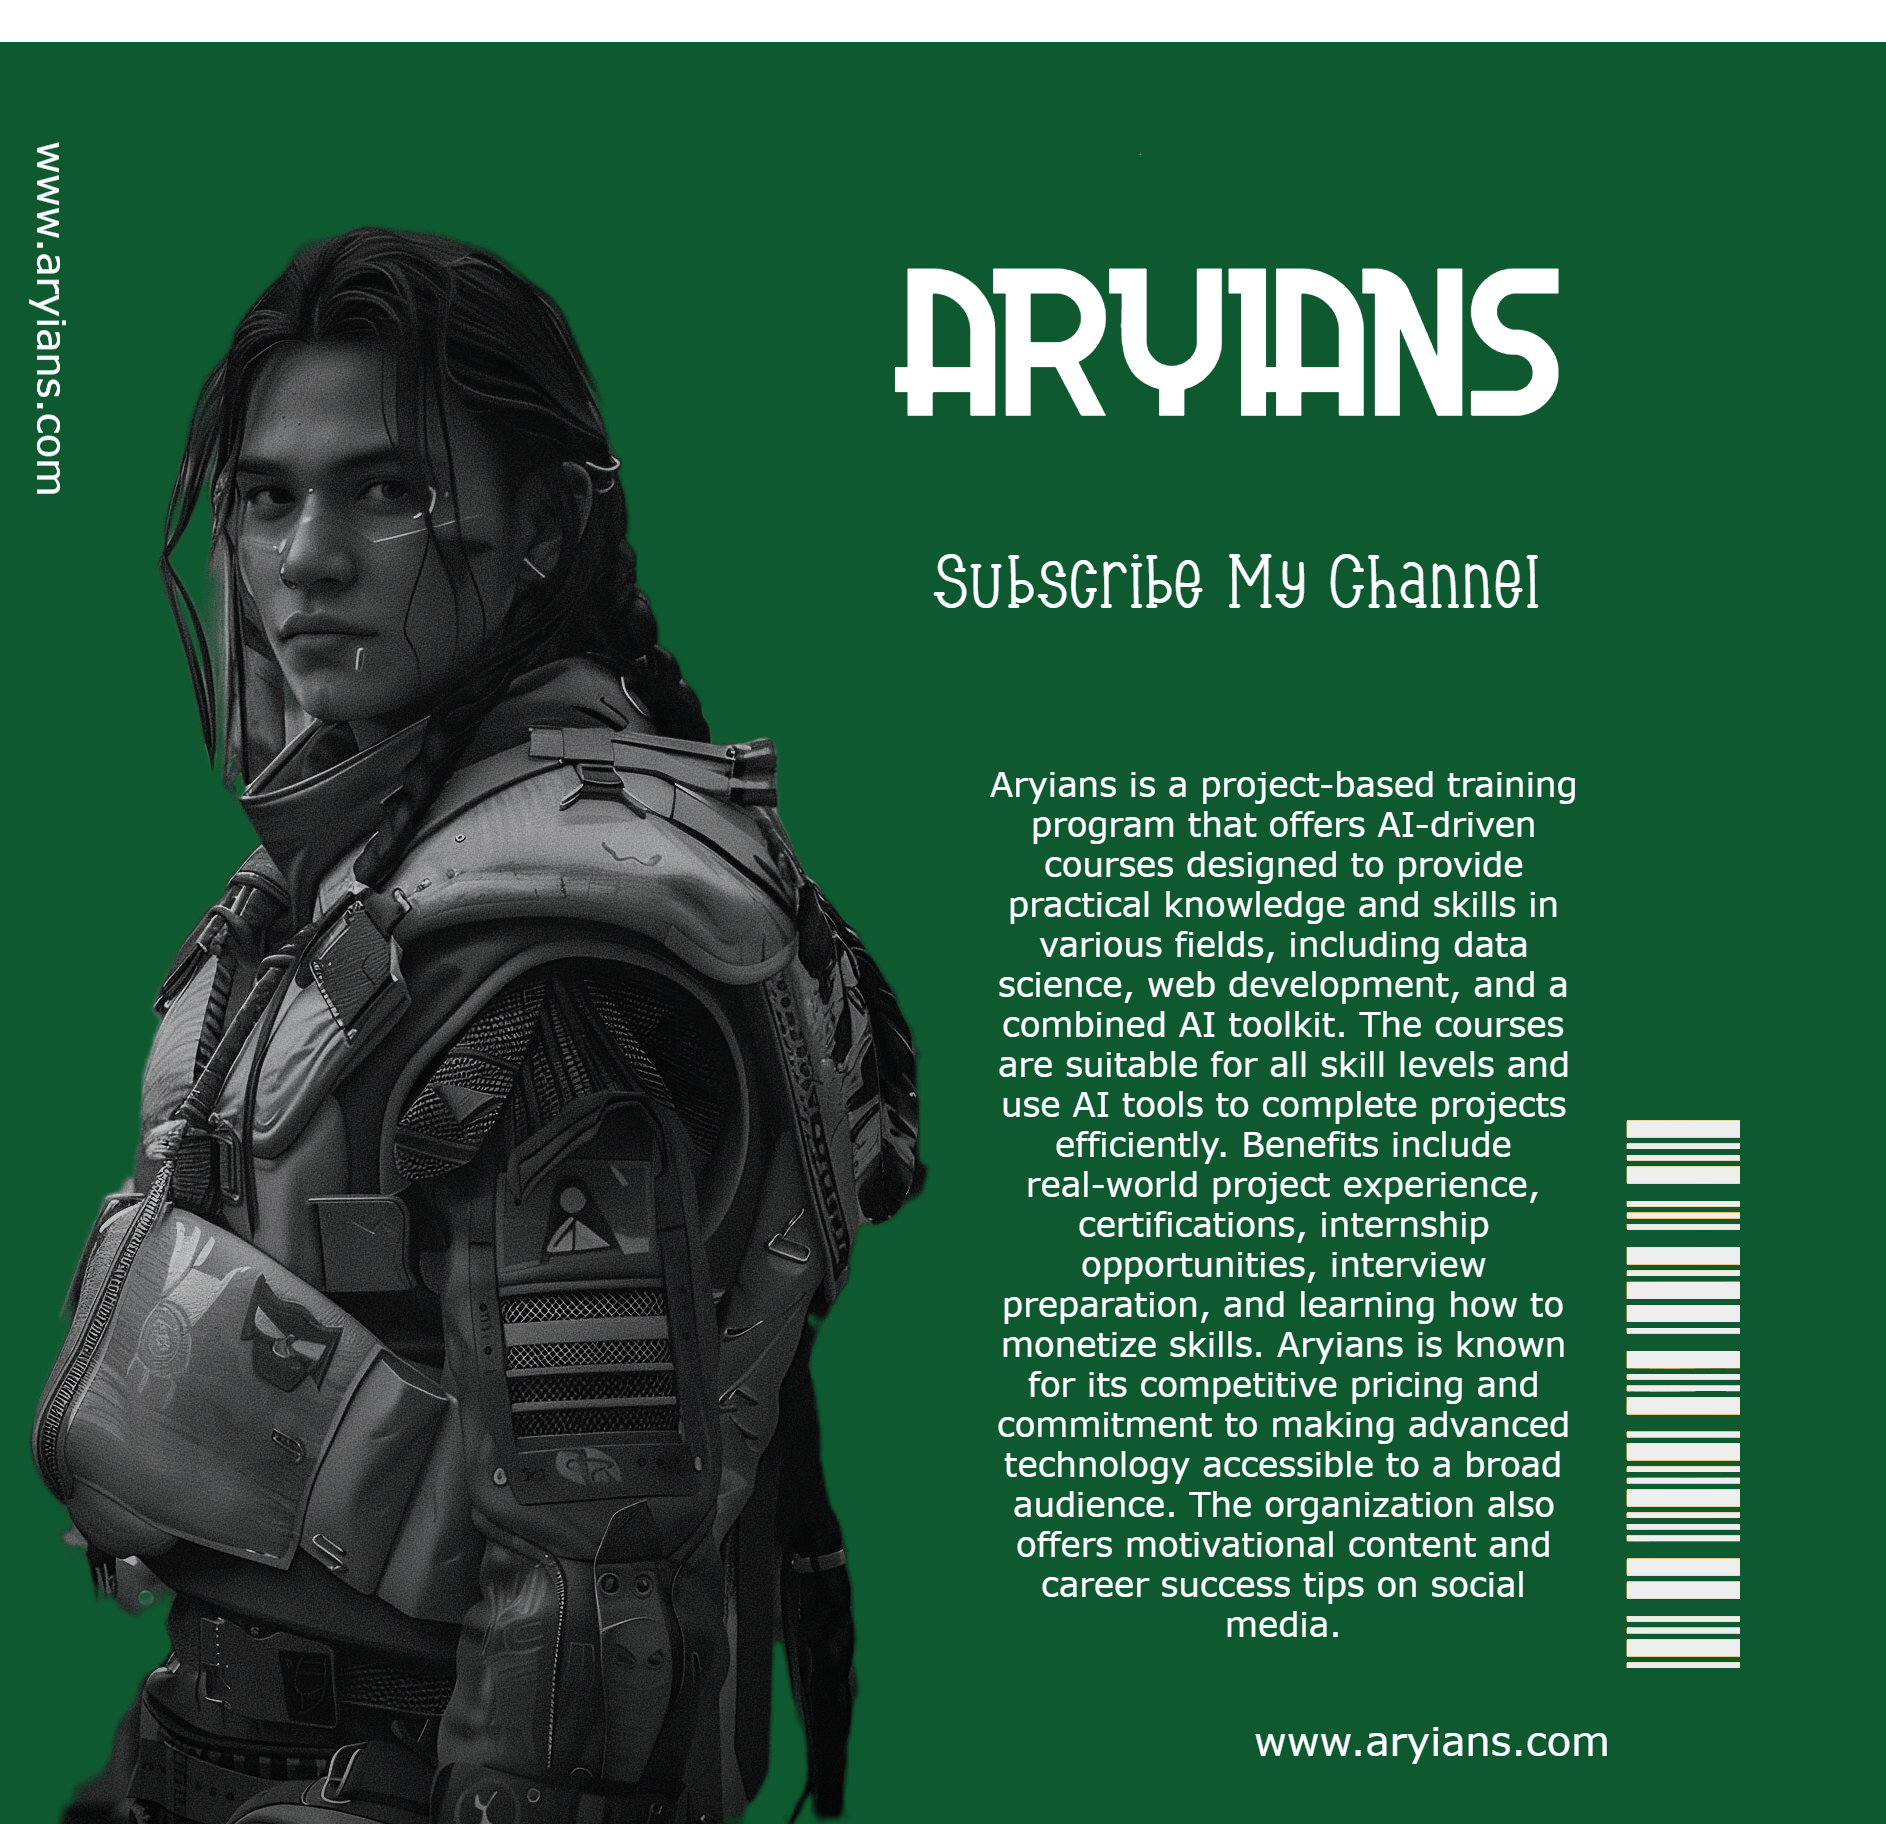 www.aryians.com
ARYIANS
Subscribe My Channel
Aryians is a project-based training
program that offers AI-driven
courses designed to provide
practical knowledge and skills in
various fields, including data
science, web development, and a
combined AI toolkit. The courses
are suitable for all skill levels and
use AI tools to complete projects
efficiently. Benefits include
real-world project experience,
certifications, internship
opportunities, interview
preparation, and learning how to
monetize skills. Aryians is known
for its competitive pricing and
commitment to making advanced
technology accessible to a broad
audience. The organization also
offers motivational content and
career success tips on social
media.
www.aryians.com